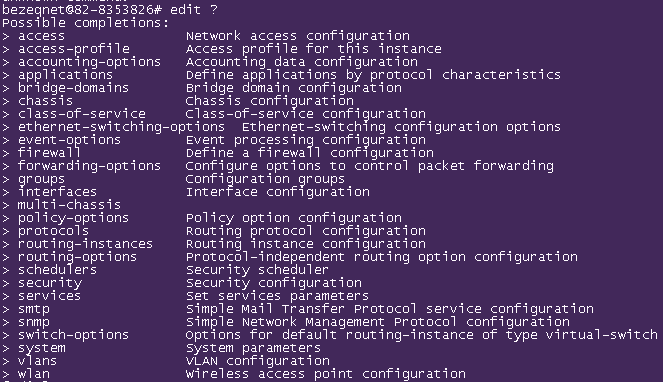 bezeqnet@82-8353826# edit ?
Possible completions:
> access Network access configuration
> access-profile Access profile for this instance
> accounting-options Accounting data configuration
> applications Define applications by protocol characteristics
> bridge-domains Bridge domain configuration
> chassis Chassis configuration
> class-of-service Class-of-service configuration
> ethernet-switching-options Ethernet-switching configuration options
> event-options Event processing configuration
> firewall Define a firewall configuration
> forwarding-options Configure options to control packet forwarding
> groups Configuration groups
> interfaces Interface configuration
> multi-chassis
> policy-options Policy option configuration
> protocols Routing protocol configuration
> routing-instances Routing instance configuration
> routing-options Protocol-independent routing option configuration
> schedulers Security scheduler
> security Security configuration
> services Set services parameters
> smtp Simple Mail Transfer Protocol service configuration
> snmp Simple Network Management Protocol configuration
> switch-options Options for default routing-instance of type virtual-switch
> system System parameters
> vlans VLAN configuration
> wlan Wireless access point configuration